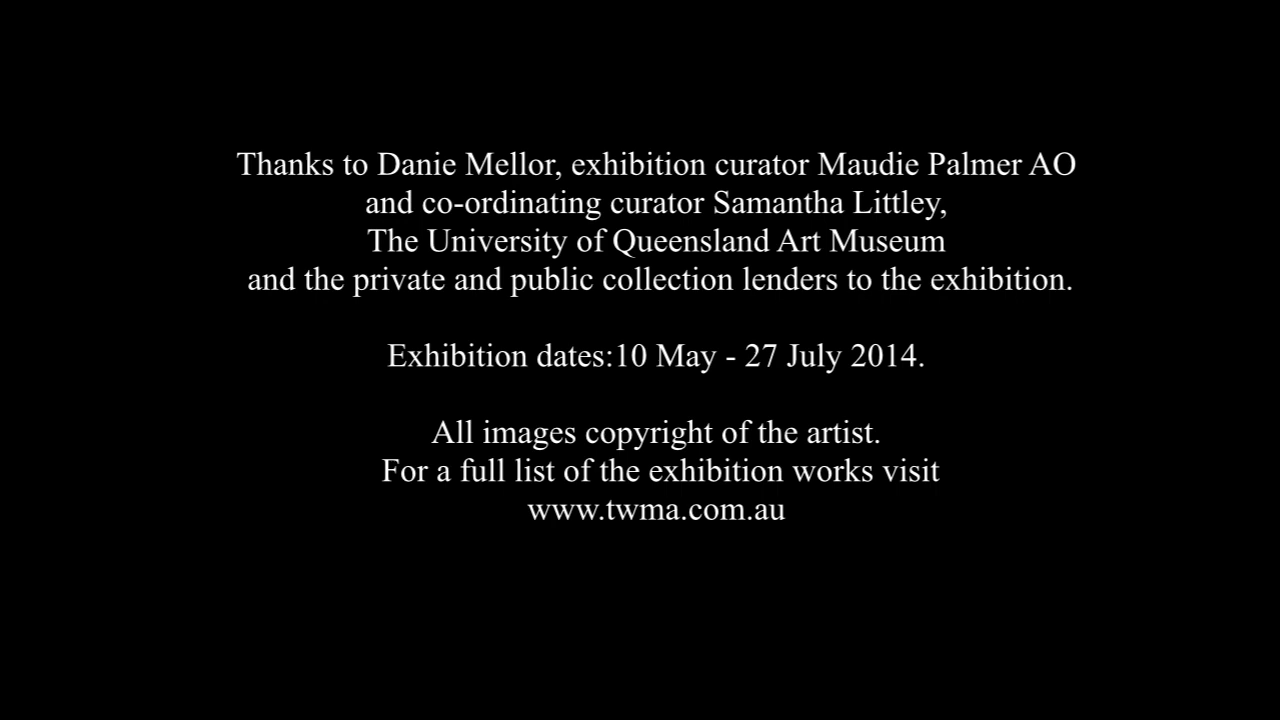 Thanks to Danie Mellor, exhibition curator Maudie Palmer AO
and co-ordinating curator Samantha Littley,
The University of Queensland Art Museum
and the private and public collection lenders to the exhibition.
Exhibition dates:10 May - 27 July 2014.
All images copyright of the artist.
For a full list of the exhibition works visit
www.twma.com.au